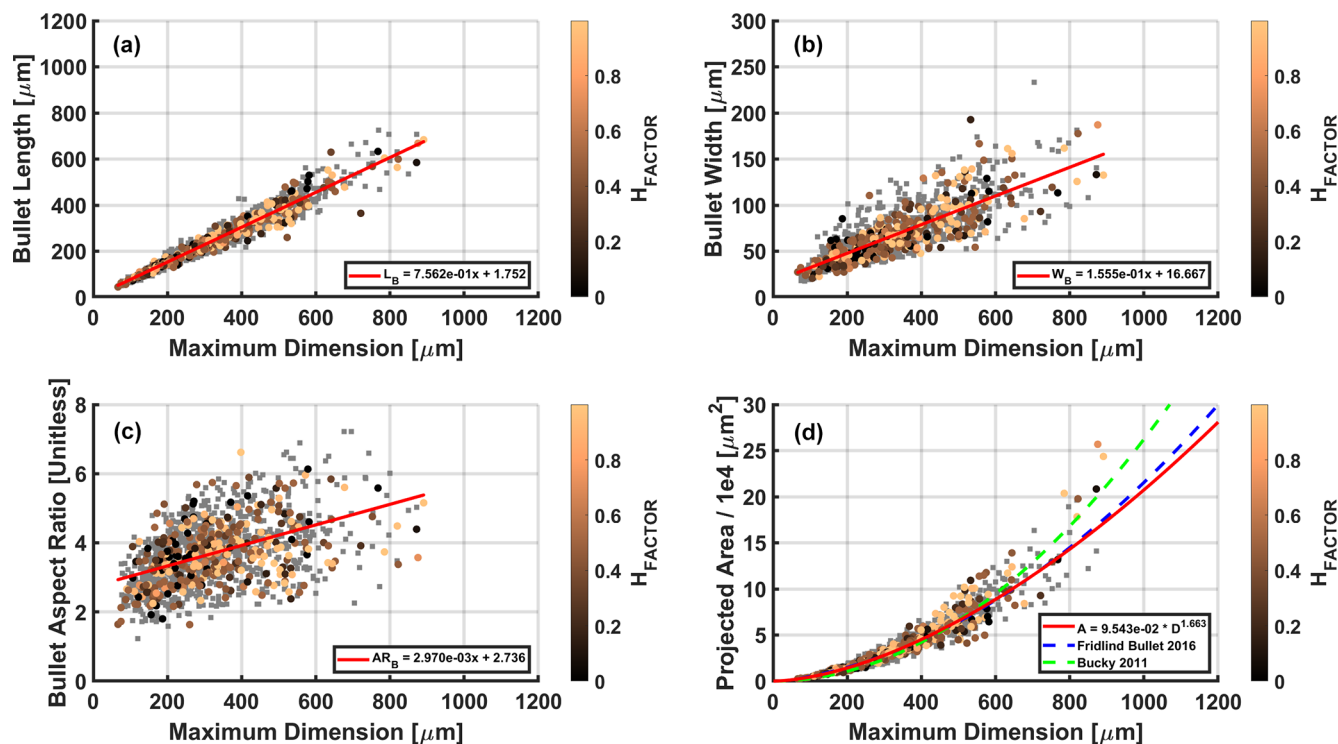 (a)
Bullet Length [μm]
1200
1000
800
600
400
200
0
0 200 400 600 800 1000 1200
Maximum Dimension [μm]
L_B = 7.562e-01x + 1.752
0.8
0.6
0.4
0.2
0
H_FACTOR
(b)
Bullet Width [μm]
300
250
200
150
100
50
0
0 200 400 600 800 1000 1200
Maximum Dimension [μm]
W_B = 1.555e-01x + 16.667
0.8
0.6
0.4
0.2
0
H_FACTOR
(c)
Bullet Aspect Ratio [Unitless]
8
6
4
2
0
0 200 400 600 800 1000 1200
Maximum Dimension [μm]
AR_B = 2.970e-03x + 2.736
0.8
0.6
0.4
0.2
0
H_FACTOR
(d)
Projected Area / 1e4 [μm²]
30
25
20
15
10
5
0
0 200 400 600 800 1000 1200
Maximum Dimension [μm]
A = 9.543e-02 * D^1.663
Fridlind Bullet 2016
Bucky 2011
0.8
0.6
0.4
0.2
0
H_FACTOR